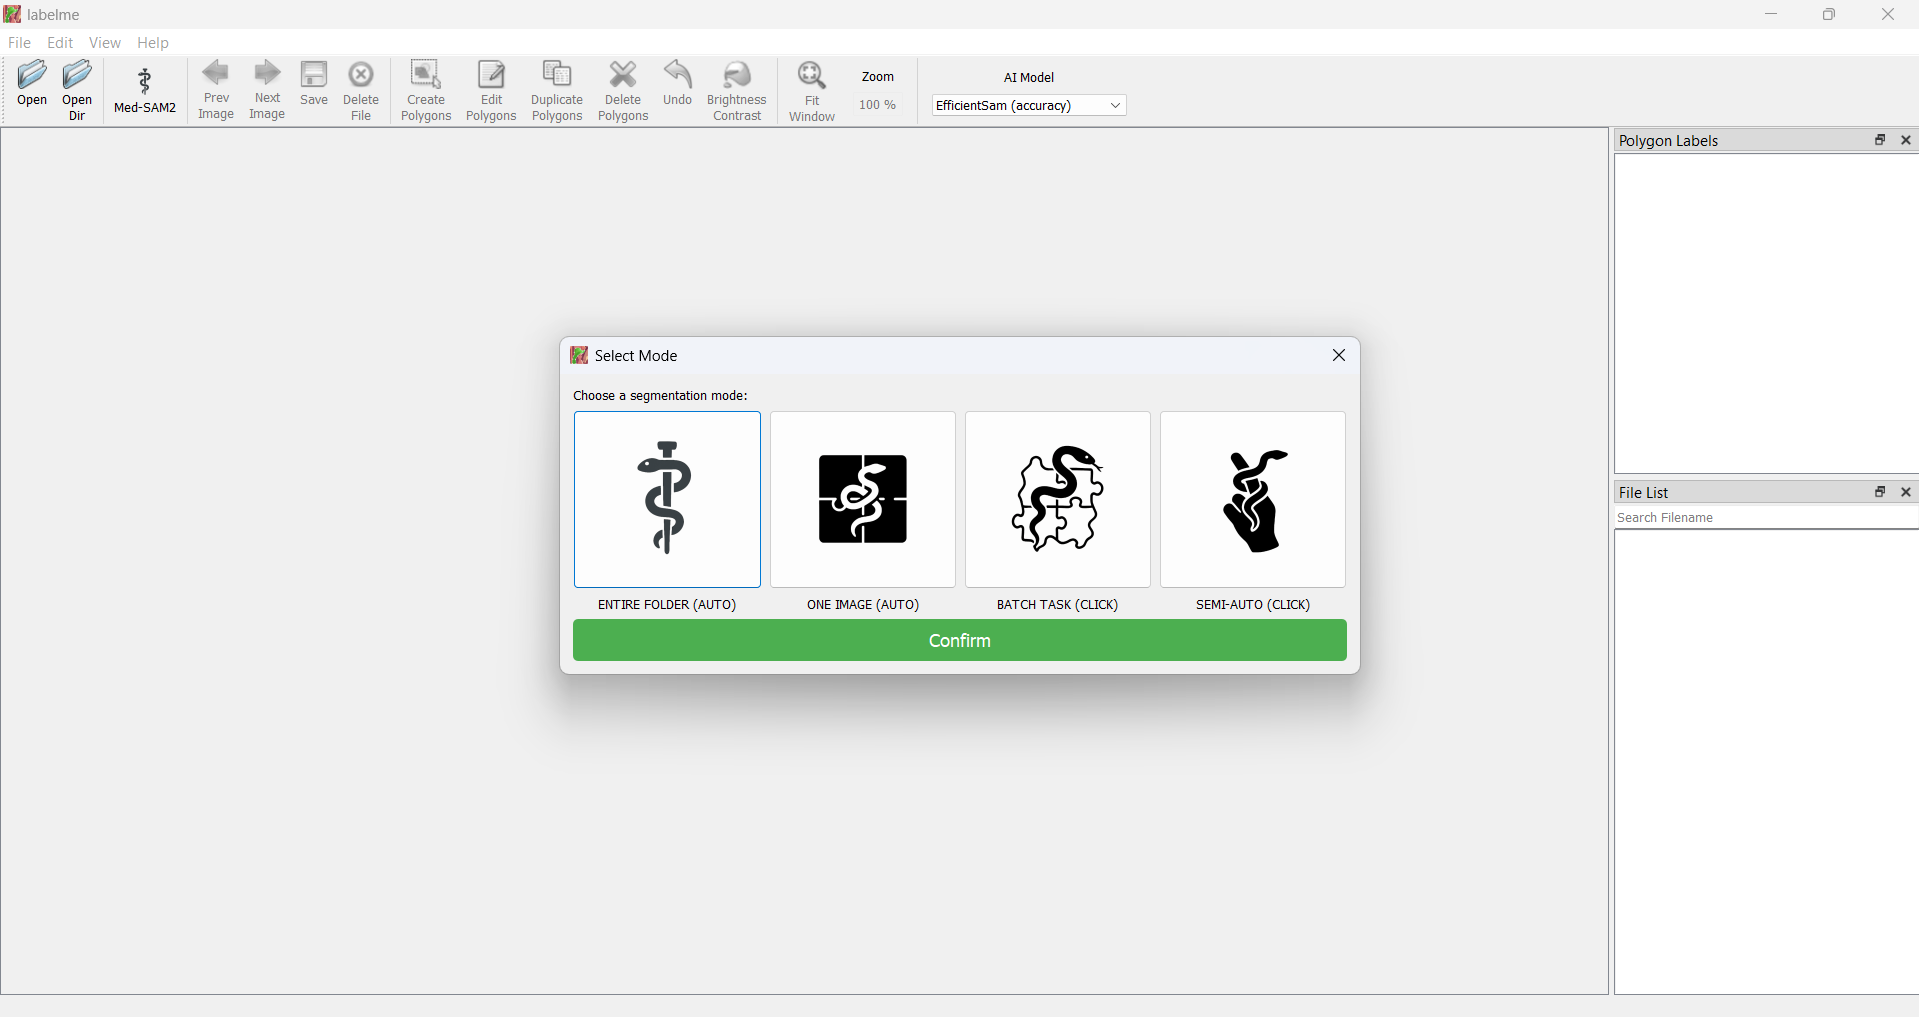 labelme
File Edit View Help
Open
Open
Dir
Med-SAM2
Prev
Image
Next
Image
Save
Delete
File
Create
Polygons
Edit
Polygons
Duplicate
Polygons
Delete
Polygons
Undo
Brightness
Contrast
Fit
Window
Zoom
100 %
AI Model
EfficientSam (accuracy)
Polygon Labels
Select Mode
Choose a segmentation mode:
ENTIRE FOLDER (AUTO)
ONE IMAGE (AUTO)
BATCH TASK (CLICK)
SEMI-AUTO (CLICK)
Confirm
File List
Search Filename